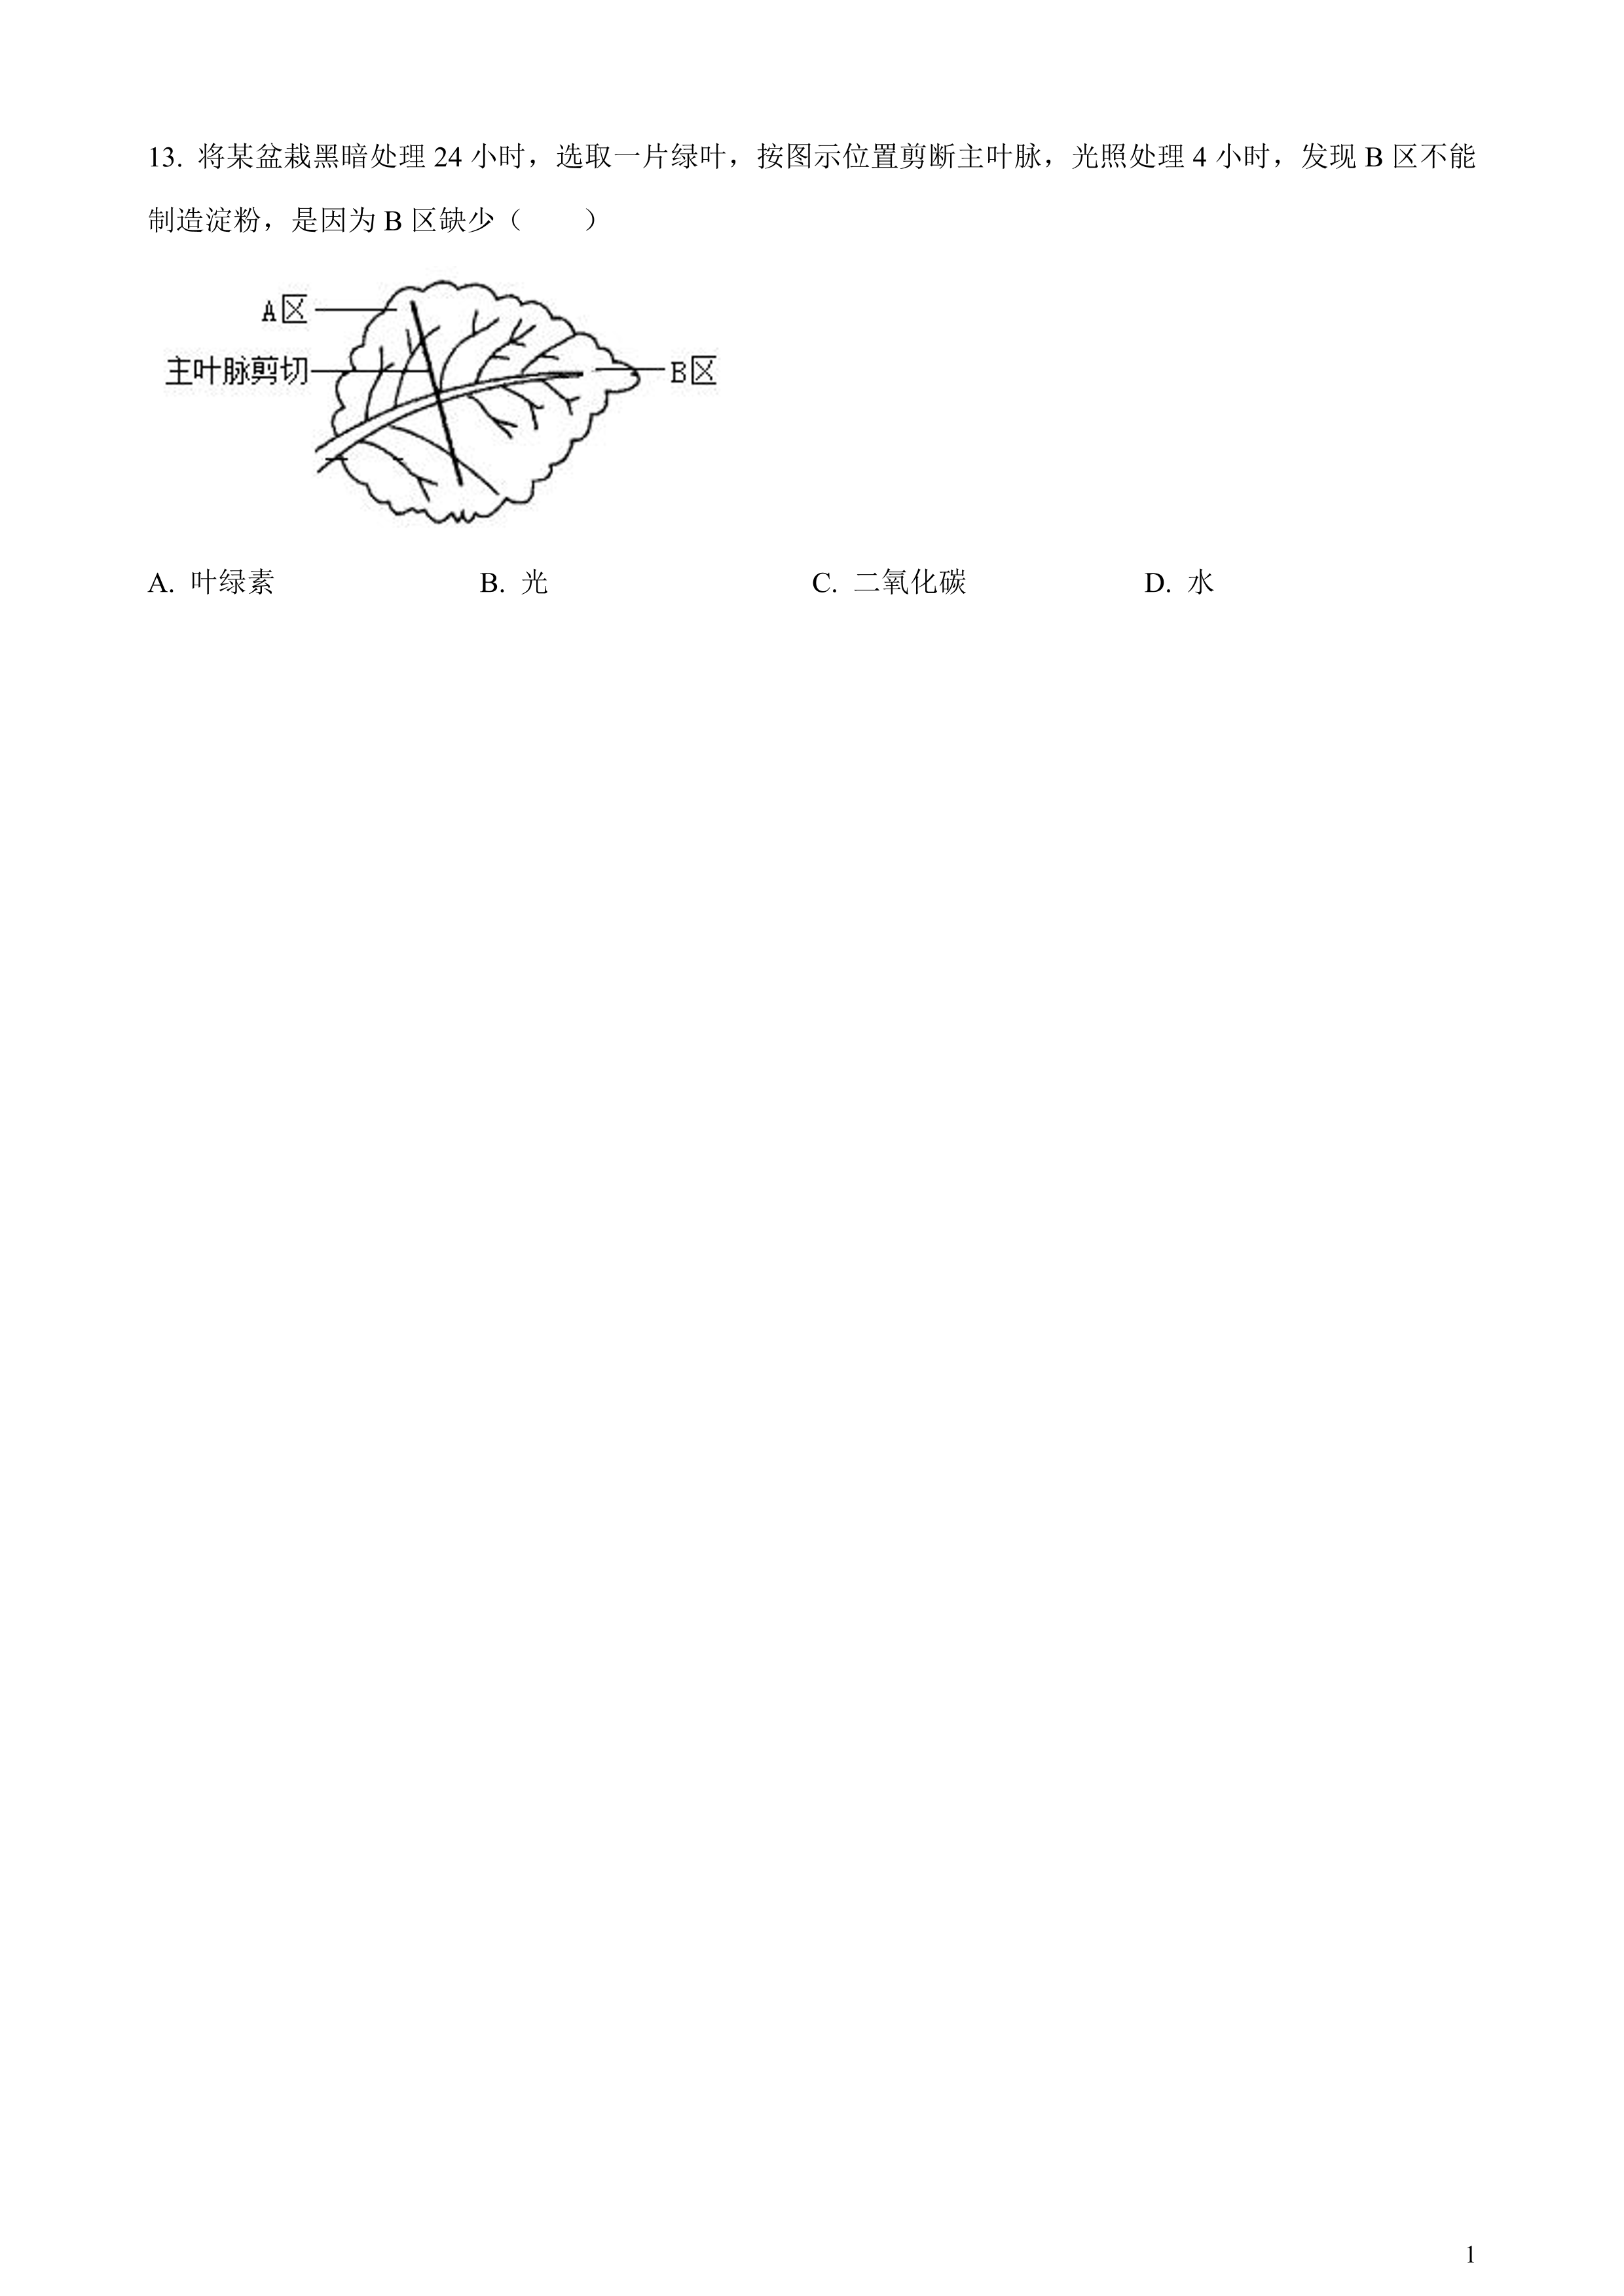 13. 将某盆栽黑暗处理 24 小时，选取一片绿叶，按图示位置剪断主叶脉，光照处理 4 小时，发现 B 区不能
制造淀粉，是因为 B 区缺少（　　）
A区
主叶脉剪切
B区
A. 叶绿素 B. 光 C. 二氧化碳 D. 水
1